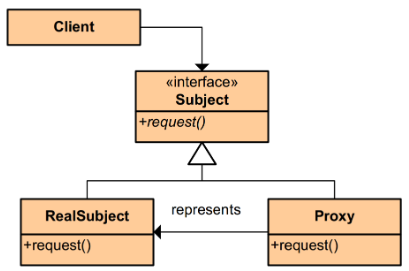 Client
«interface»
Subject
+request()
represents
RealSubject
+request()
Proxy
+request()